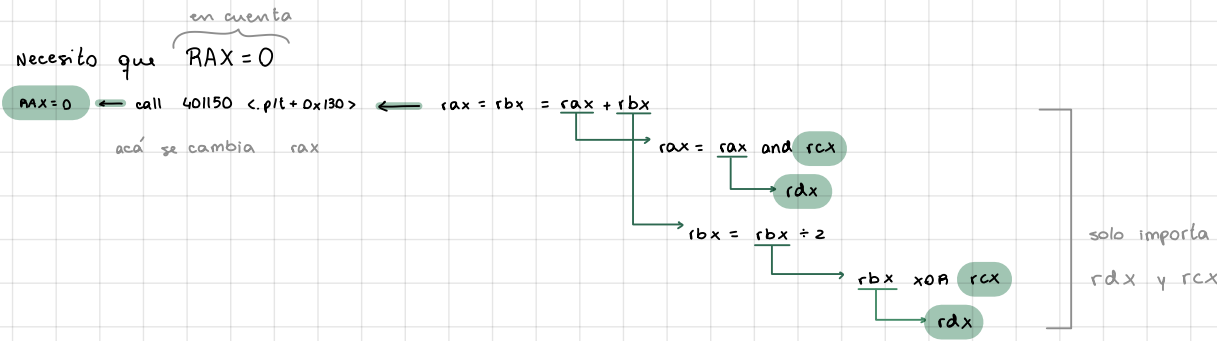 en cuenta
Necesito que RAX = 0
RAX = 0 ← call 401150 <.plt + 0x130> ← rax = rbx = rax + rbx
acá se cambia rax
rax = rax and rcx
rdx
rbx = rbx ÷ 2
solo importa
rdx y rcx
rbx XOR rcx
rdx